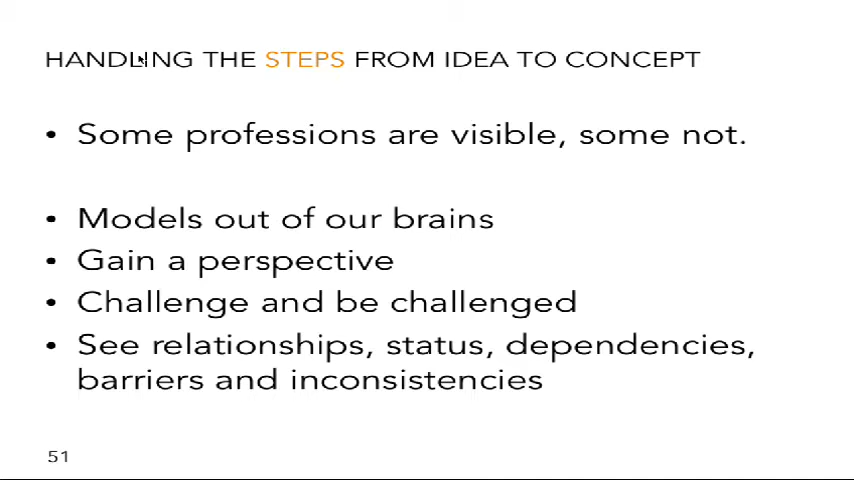 HANDLING THE STEPS FROM IDEA TO CONCEPT
• Some professions are visible, some not.
• Models out of our brains
• Gain a perspective
• Challenge and be challenged
• See relationships, status, dependencies,
barriers and inconsistencies
51